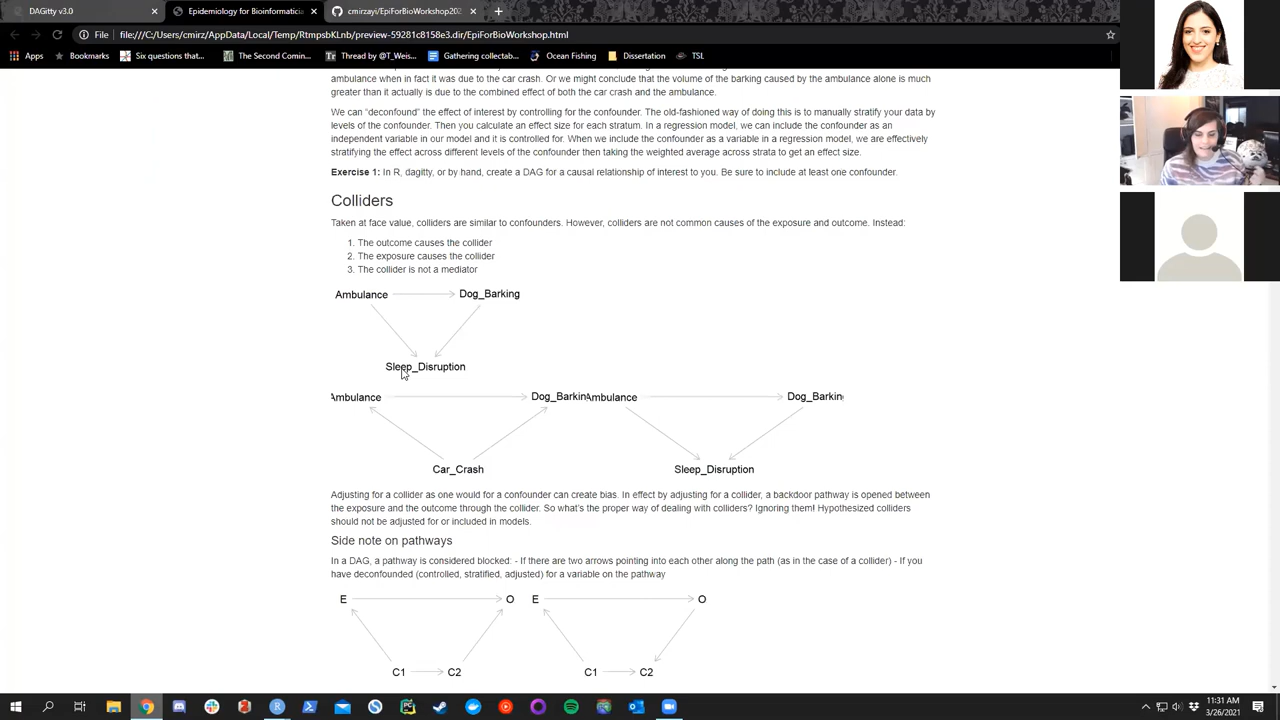 DAGitty v3.0
Epidemiology for Bioinformatician
cmirzay/EpiForBioWorkshop202
File
file:///C:/Users/cmirz/AppData/Local/Temp/RtmpsbKLnb/preview-59281c8158e3.dir/EpiForBioWorkshop.html
Apps
Bookmarks
Six questions that...
The Second Comin...
Thread by @T_Weis...
Gathering collectab...
Ocean Fishing
Dissertation
TSL
ambulance when in fact it was due to the car crash. Or we might conclude that the volume of the barking caused by the ambulance alone is much
greater than it actually is due to the combined effect of both the car crash and the ambulance.
We can "deconfound" the effect of interest by controlling for the confounder. The old-fashioned way of doing this is to manually stratify your data by
levels of the confounder. Then you calculate an effect size for each stratum. In a regression model, we can include the confounder as an
independent variable in our model and it is controlled for. When we include the confounder as a variable in a regression model, we are effectively
stratifying the effect across different levels of the confounder then taking the weighted average across strata to get an effect size.
Exercise 1: In R, dagitty, or by hand, create a DAG for a causal relationship of interest to you. Be sure to include at least one confounder.
Colliders
Taken at face value, colliders are similar to confounders. However, colliders are not common causes of the exposure and outcome. Instead:
1. The outcome causes the collider
2. The exposure causes the collider
3. The collider is not a mediator
Ambulance
Dog_Barking
Sleep_Disruption
Ambulance
Dog_Barkin
Ambulance
Dog_Barkin
Car_Crash
Sleep_Disruption
Adjusting for a collider as one would for a confounder can create bias. In effect by adjusting for a collider, a backdoor pathway is opened between
the exposure and the outcome through the collider. So what's the proper way of dealing with colliders? Ignoring them! Hypothesized colliders
should not be adjusted for or included in models.
Side note on pathways
In a DAG, a pathway is considered blocked: - If there are two arrows pointing into each other along the path (as in the case of a collider) - If you
have deconfounded (controlled, stratified, adjusted) for a variable on the pathway
E
O
E
O
C1
C2
C1
C2
11:31 AM
3/26/2021